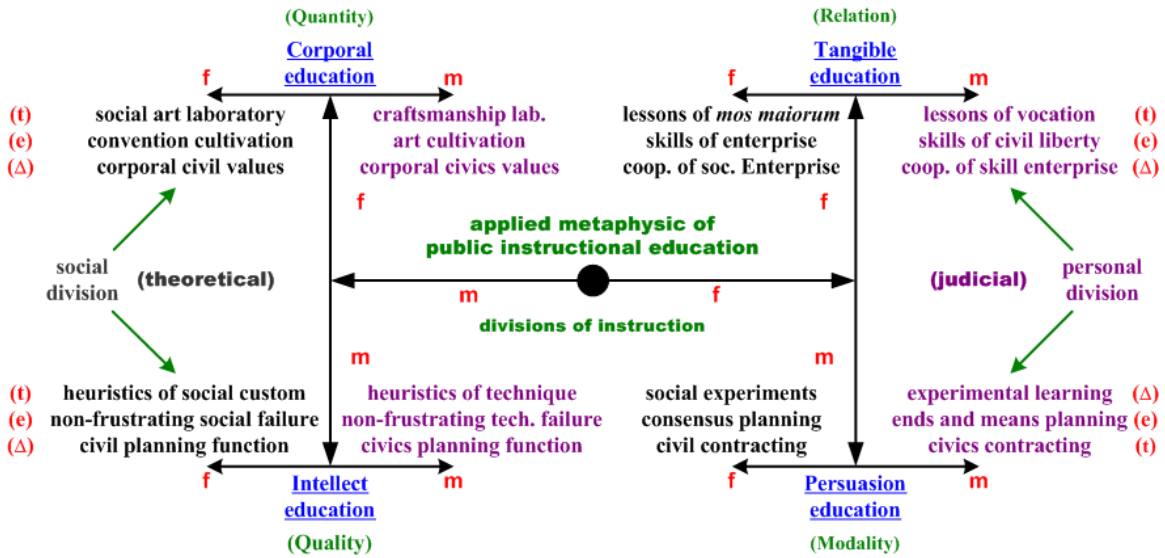 (Quantity)
(Relation)
Corporal
education
Tangible
education
f
m
f
m
(t)
social art laboratory
craftsmanship lab.
lessons of mos maiorum
lessons of vocation
(t)
(e)
convention cultivation
art cultivation
skills of enterprise
skills of civil liberty
(e)
(Δ)
corporal civil values
corporal civics values
coop. of soc. Enterprise
coop. of skill enterprise
(Δ)
f
f
applied metaphysic of
public instructional education
social
division
(theoretical)
(judicial)
personal
division
m
f
divisions of instruction
m
m
(t)
heuristics of social custom
heuristics of technique
social experiments
experimental learning
(Δ)
(e)
non-frustrating social failure
non-frustrating tech. failure
consensus planning
ends and means planning
(e)
(Δ)
civil planning function
civics planning function
civil contracting
civics contracting
(t)
f
m
f
m
Intellect
education
Persuasion
education
(Quality)
(Modality)